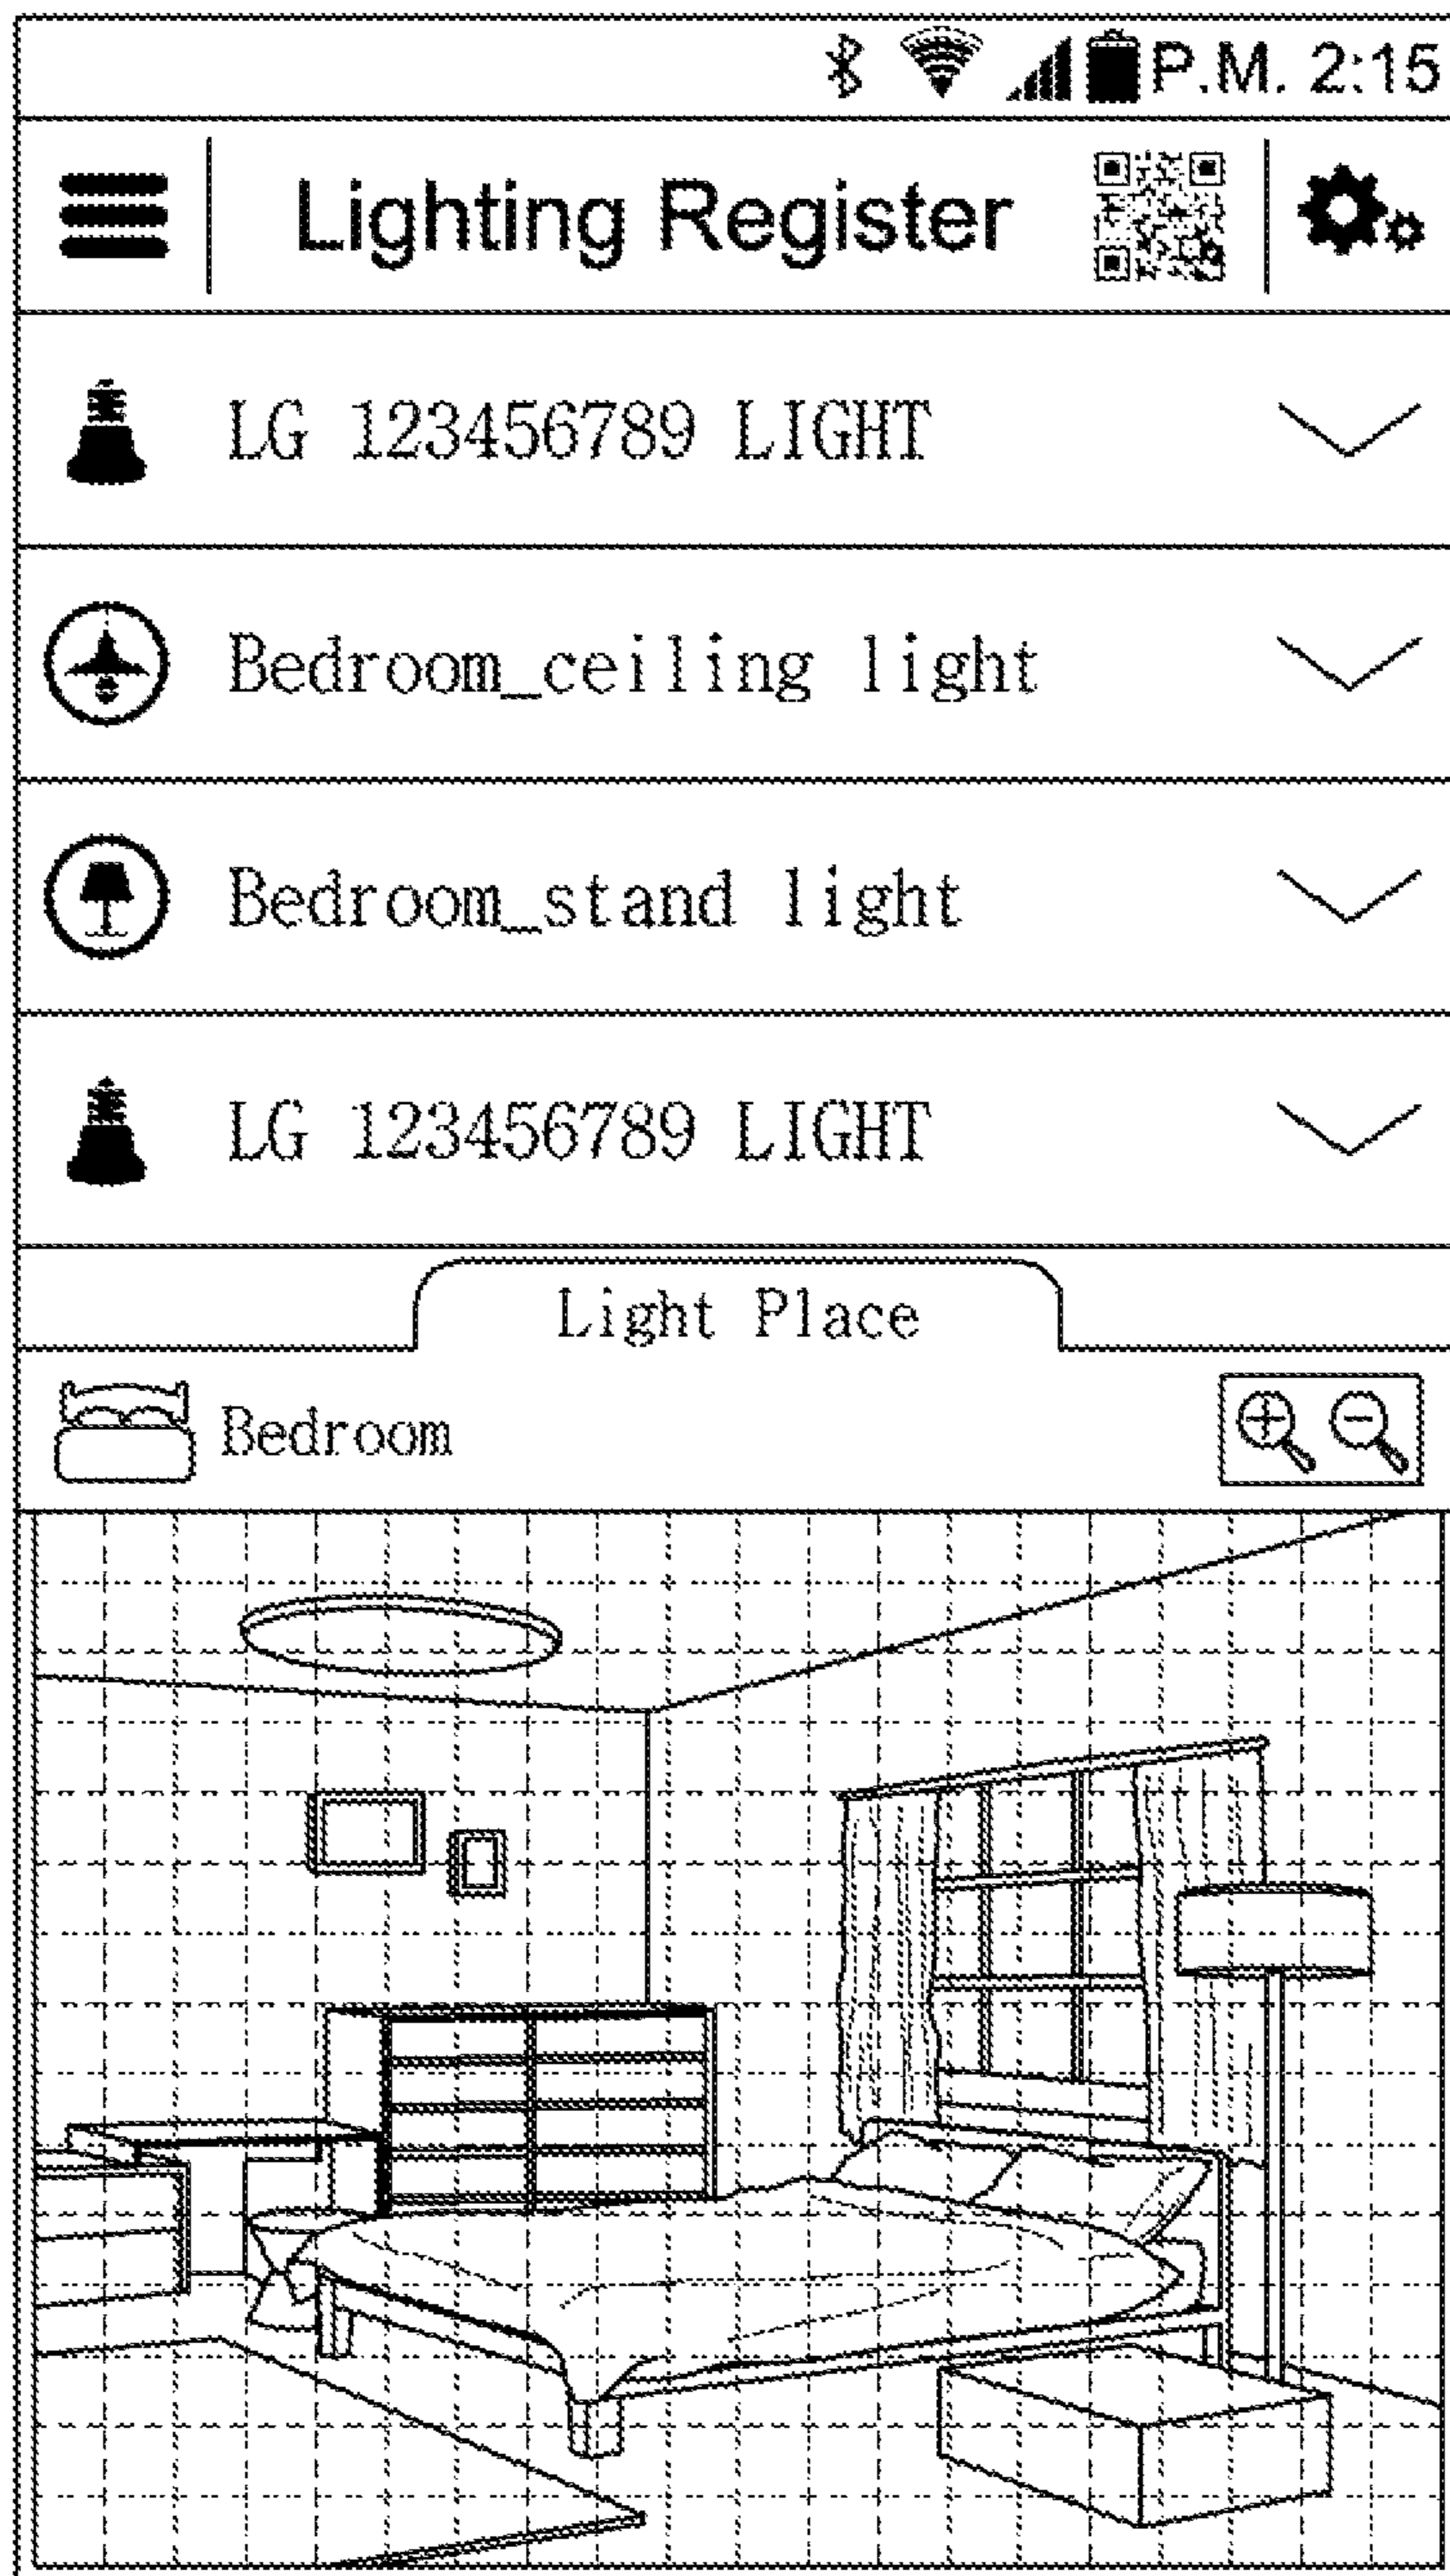 P.M. 2:15
Lighting Register
LG 123456789 LIGHT
Bedroom_ceiling light
Bedroom_stand light
LG 123456789 LIGHT
Light Place
Bedroom